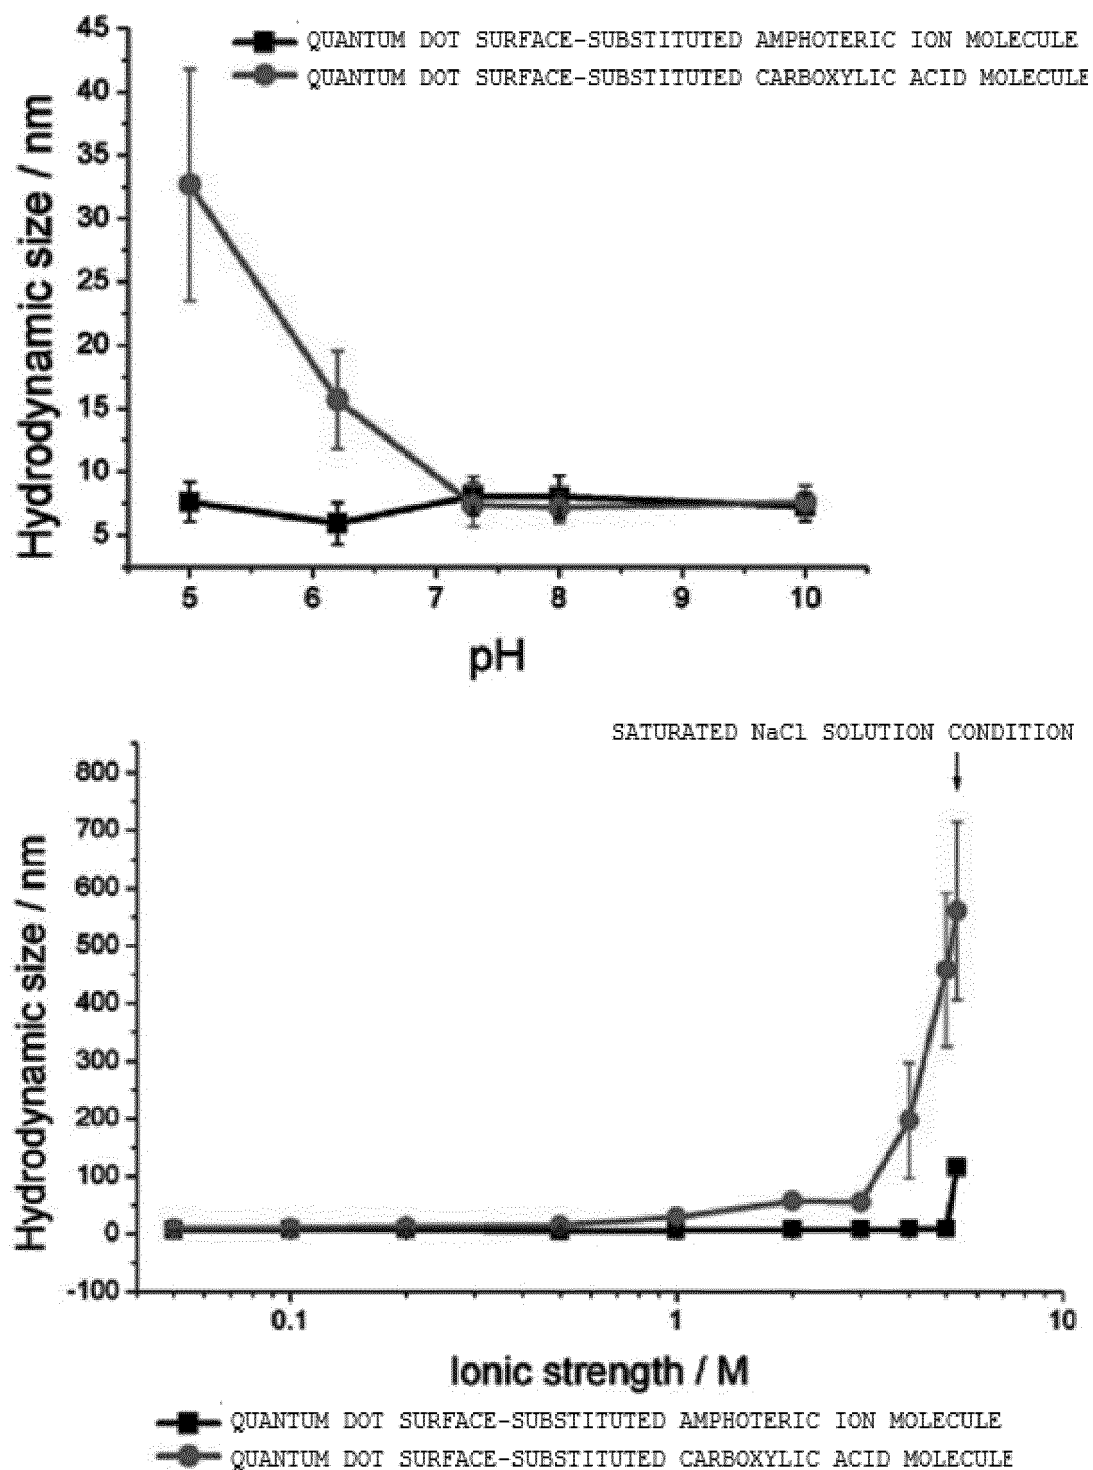 45
40
35
30
25
20
15
10
5
Hydrodynamic size / nm
QUANTUM DOT SURFACE-SUBSTITUTED AMPHOTERIC ION MOLECULE
QUANTUM DOT SURFACE-SUBSTITUTED CARBOXYLIC ACID MOLECULE
5 6 7 8 9 10
pH
SATURATED NaCl SOLUTION CONDITION
800
700
600
500
400
300
200
100
0
-100
Hydrodynamic size / nm
0.1 1 10
Ionic strength / M
QUANTUM DOT SURFACE-SUBSTITUTED AMPHOTERIC ION MOLECULE
QUANTUM DOT SURFACE-SUBSTITUTED CARBOXYLIC ACID MOLECULE